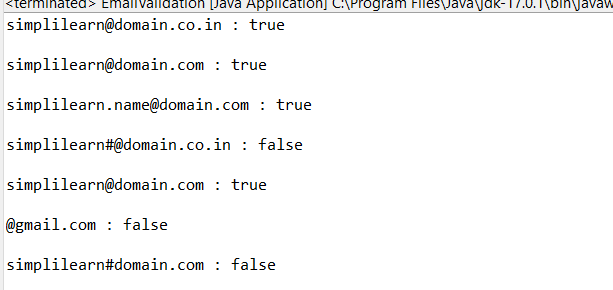 <terminated> EmailValidation [Java Application] C:\Program Files\Java\jdk-17.0.1\bin\javaw
simplilearn@domain.co.in : true
simplilearn@domain.com : true
simplilearn.name@domain.com : true
simplilearn#@domain.co.in : false
simplilearn@domain.com : true
@gmail.com : false
simplilearn#domain.com : false